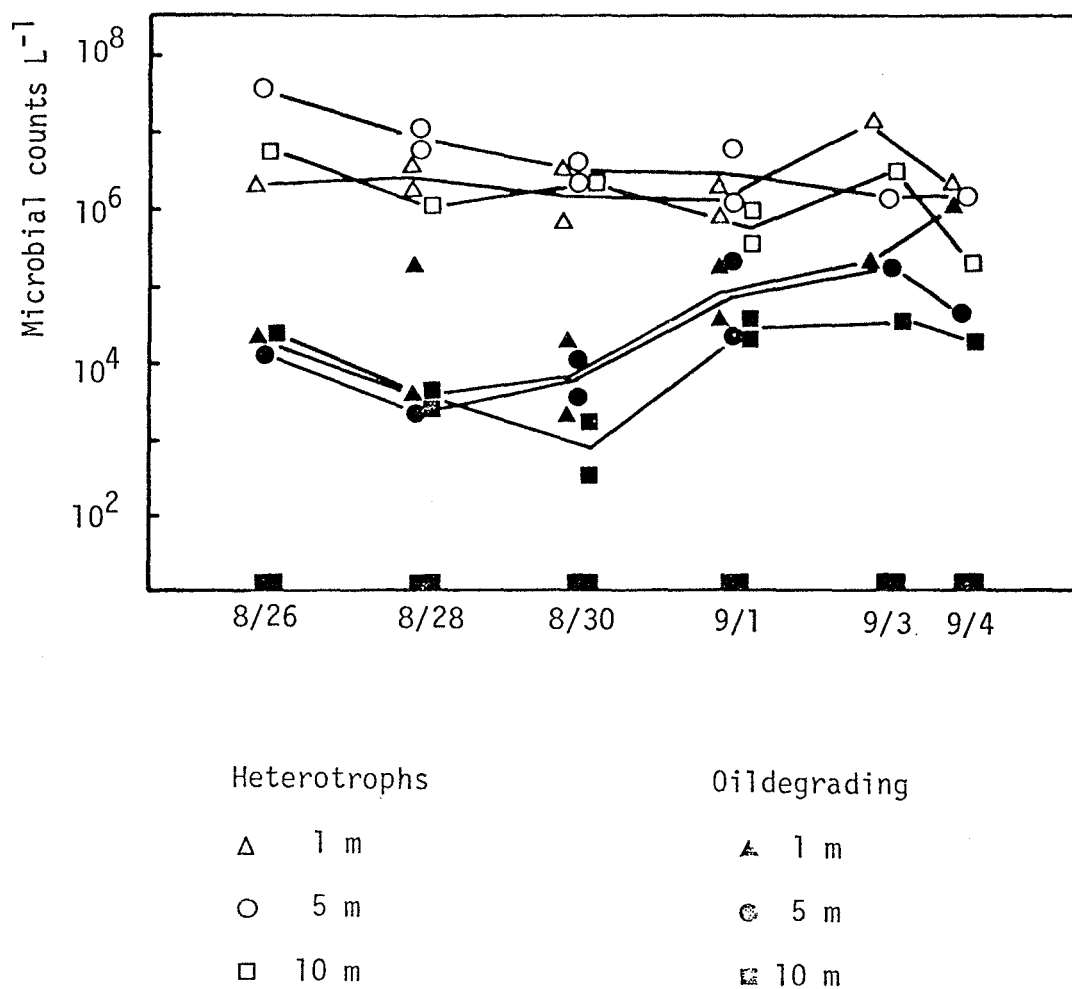 Microbial counts L⁻¹
10⁸
10⁶
10⁴
10²
8/26 8/28 8/30 9/1 9/3 9/4
Heterotrophs Oildegrading
1 m 1 m
5 m 5 m
10 m 10 m